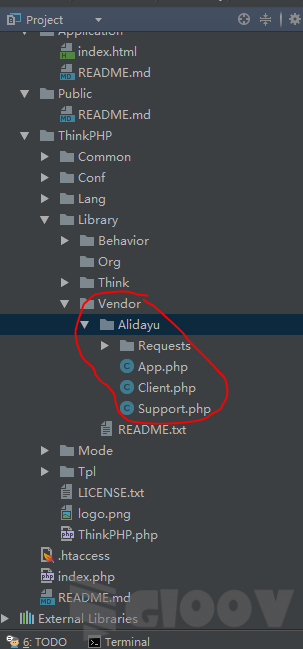 Project
Application
index.html
README.md
Public
README.md
ThinkPHP
Common
Conf
Lang
Library
Behavior
Org
Think
Vendor
Alidayu
Requests
App.php
Client.php
Support.php
README.txt
Mode
Tpl
LICENSE.txt
logo.png
ThinkPHP.php
.htaccess
index.php
README.md
External Libraries
GIOOV
6: TODO
Terminal